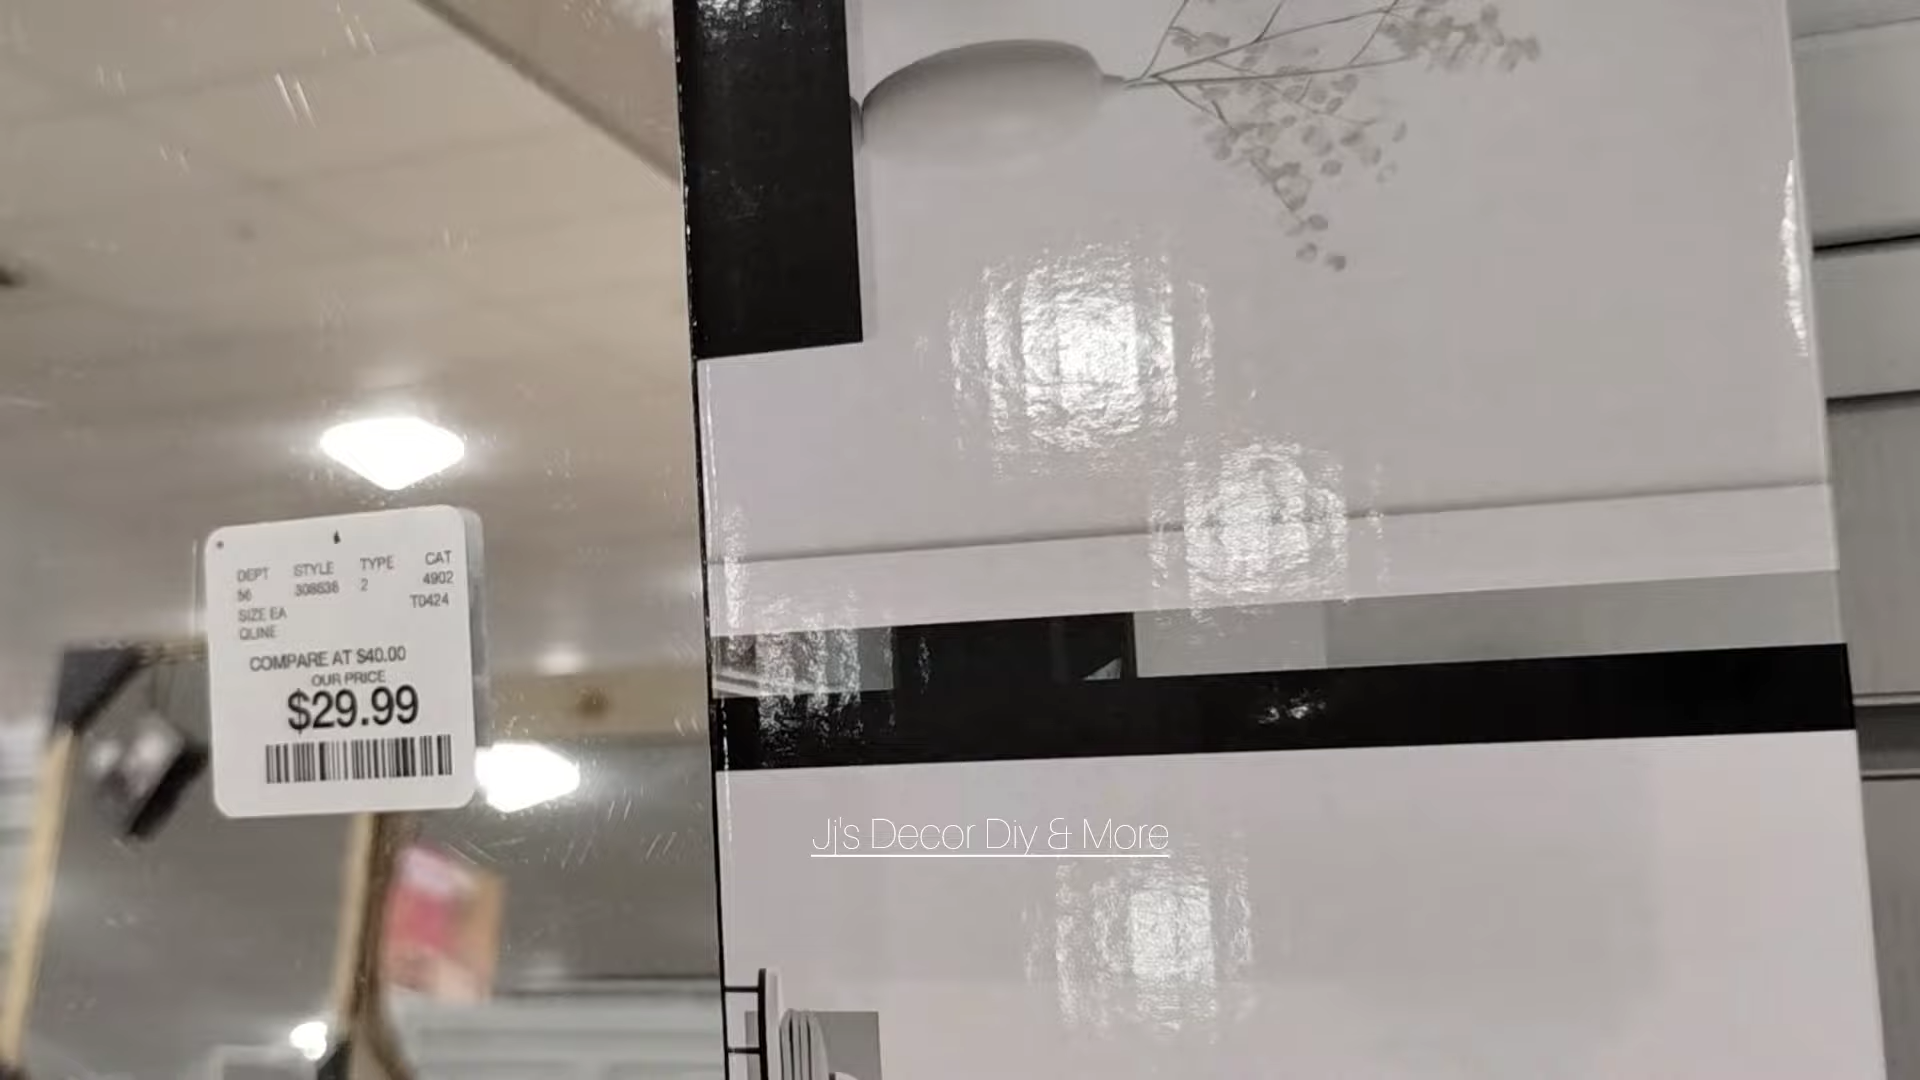 DEPT STYLE TYPE CAT
56 308638 2 4902
SIZE EA T0424
QLINE
COMPARE AT $40.00
OUR PRICE
$29.99
Jj's Decor Diy & More